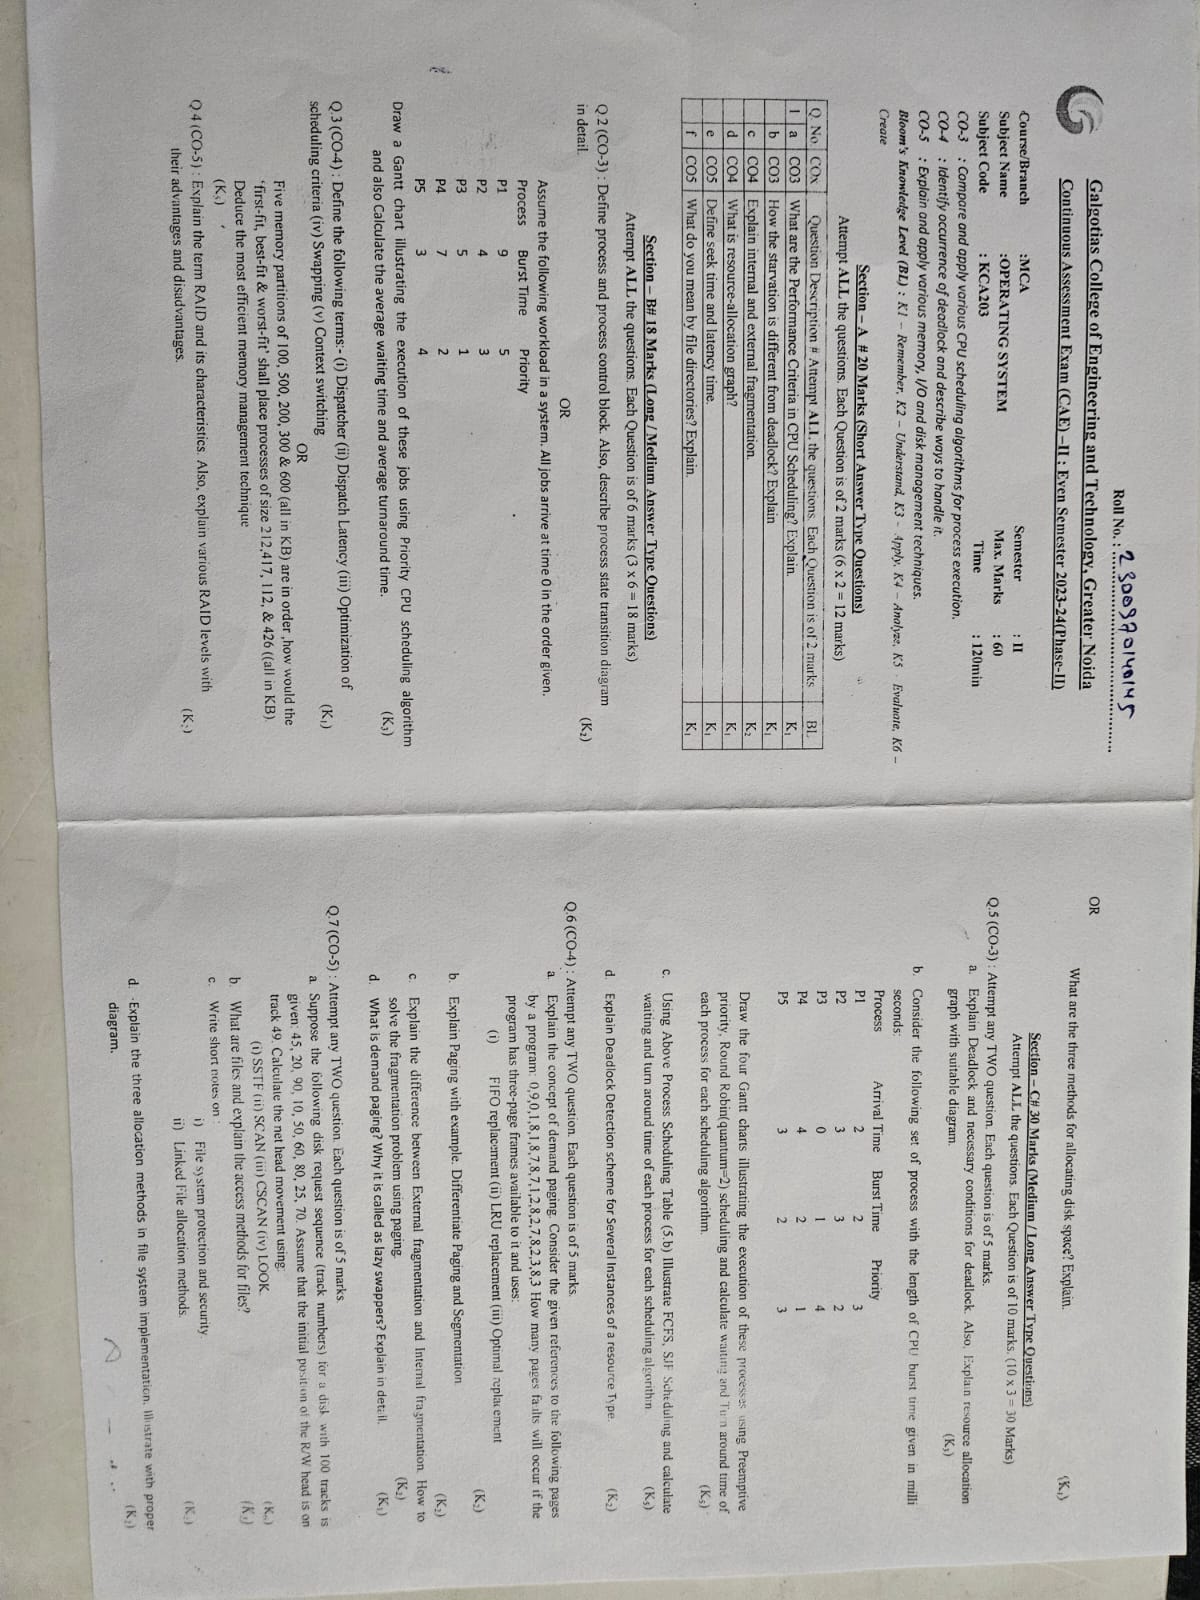 Roll No. : 2300970140145
Galgotias College of Engineering and Technology, Greater Noida
Continuous Assessment Exam (CAE) –II : Even Semester 2023-24(Phase-II)
Course/Branch :MCA Semester : II
Subject Name :OPERATING SYSTEM Max. Marks : 60
Subject Code : KCA203 Time : 120min
CO-3 : Compare and apply various CPU scheduling algorithms for process execution.
CO-4 : Identify occurrence of deadlock and describe ways to handle it.
CO-5 : Explain and apply various memory, I/O and disk management techniques.
Bloom's Knowledge Level (BL) : K1 – Remember, K2 – Understand, K3 - Apply, K4 – Analyze, K5 - Evaluate, K6 –
Create
Section – A # 20 Marks (Short Answer Type Questions)
Attempt ALL the questions. Each Question is of 2 marks (6 x 2 = 12 marks)
Q. No COx Question Description # Attempt ALL the questions. Each Question is of 2 marks BL
1 a CO3 What are the Performance Criteria in CPU Scheduling? Explain. K1
b CO3 How the starvation is different from deadlock? Explain K1
c CO4 Explain internal and external fragmentation. K2
d CO4 What is resource-allocation graph? K1
e CO5 Define seek time and latency time. K1
f CO5 What do you mean by file directories? Explain. K1
Section – B# 18 Marks (Long / Medium Answer Type Questions)
Attempt ALL the questions. Each Question is of 6 marks (3 x 6 = 18 marks)
Q.2 (CO-3) : Define process and process control block. Also, describe process state transition diagram
in detail. (K2)
OR
Assume the following workload in a system. All jobs arrive at time 0 in the order given.
Process Burst Time Priority
P1 9 5
P2 4 3
P3 5 1
P4 7 2
P5 3 4
Draw a Gantt chart illustrating the execution of these jobs using Priority CPU scheduling algorithm
and also Calculate the average waiting time and average turnaround time. (K3)
Q.3 (CO-4) : Define the following terms:- (i) Dispatcher (ii) Dispatch Latency (iii) Optimization of
scheduling criteria (iv) Swapping (v) Context switching (K1)
OR
Five memory partitions of 100, 500, 200, 300 & 600 (all in KB) are in order ,how would the
'first-fit, best-fit & worst-fit' shall place processes of size 212,417, 112, & 426 ((all in KB).
Deduce the most efficient memory management technique
Q.4 (CO-5) : Explain the term RAID and its characteristics. Also, explain various RAID levels with
their advantages and disadvantages.
OR
What are the three methods for allocating disk space? Explain.
Section – C# 30 Marks (Medium / Long Answer Type Questions)
Attempt ALL the questions. Each Question is of 10 marks. (10 x 3 = 30 Marks)
Q.5 (CO-3) : Attempt any TWO question. Each question is of 5 marks.
a. Explain Deadlock and necessary conditions for deadlock. Also, Explain resource allocation
graph with suitable diagram.
b. Consider the following set of process with the length of CPU burst time given in milli
seconds:
Process Arrival Time Burst Time Priority
P1 2 2 3
P2 3 3 2
P3 0 1 4
P4 4 2 1
P5 3 2 3
Draw the four Gantt charts illustrating the execution of these processes using Preemptive
priority, Round Robin(quantum=2) scheduling and calculate waiting and Turn around time of
each process for each scheduling algorithm.
c. Using Above Process Scheduling Table (5.b) Illustrate FCFS, SJF Scheduling and calculate
waiting and turn around time of each process for each scheduling algorithm.
d. Explain Deadlock Detection scheme for Several Instances of a resource Type. (K2)
Q.6 (CO-4) : Attempt any TWO question. Each question is of 5 marks.
a. Explain the concept of demand paging. Consider the given references to the following pages
by a program: 0,9,0,1,8,1,8,7,8,7,1,2,8,2,7,8,2,3,8,3 How many pages faults will occur if the
program has three-page frames available to it and uses:
(i) FIFO replacement (ii) LRU replacement (iii) Optimal replacement
b. Explain Paging with example. Differentiate Paging and Segmentation. (K2)
c. Explain the difference between External fragmentation and Internal fragmentation. How to
solve the fragmentation problem using paging. (K2)
d. What is demand paging? Why it is called as lazy swappers? Explain in detail. (K1)
Q.7 (CO-5) : Attempt any TWO question. Each question is of 5 marks.
a. Suppose the following disk request sequence (track numbers) for a disk with 100 tracks is
given: 45, 20, 90, 10, 50, 60, 80, 25, 70. Assume that the initial position of the R/W head is on
track 49. Calculate the net head movement using:
(i) SSTF (ii) SCAN (iii) CSCAN (iv) LOOK.
b. What are files and explain the access methods for files?
c. Write short notes on :
i) File system protection and security.
ii) Linked File allocation methods.
d. Explain the three allocation methods in file system implementation. Illustrate with proper
diagram. (K2)